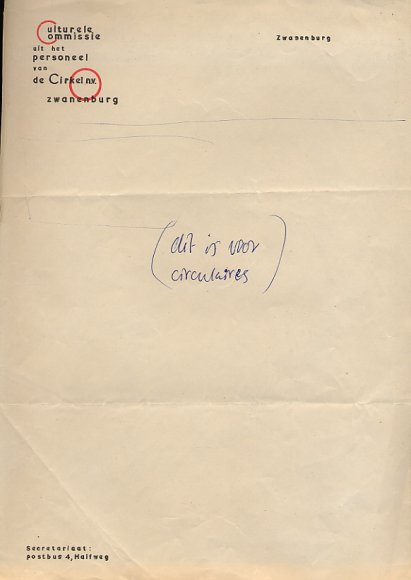 Culturele
Commissie
uit het
personeel
van
de Cirkel n.v.
zwanenburg
Zwanenburg
(dit is voor
circulaires)
Secretariaat:
postbus 4, Halfweg